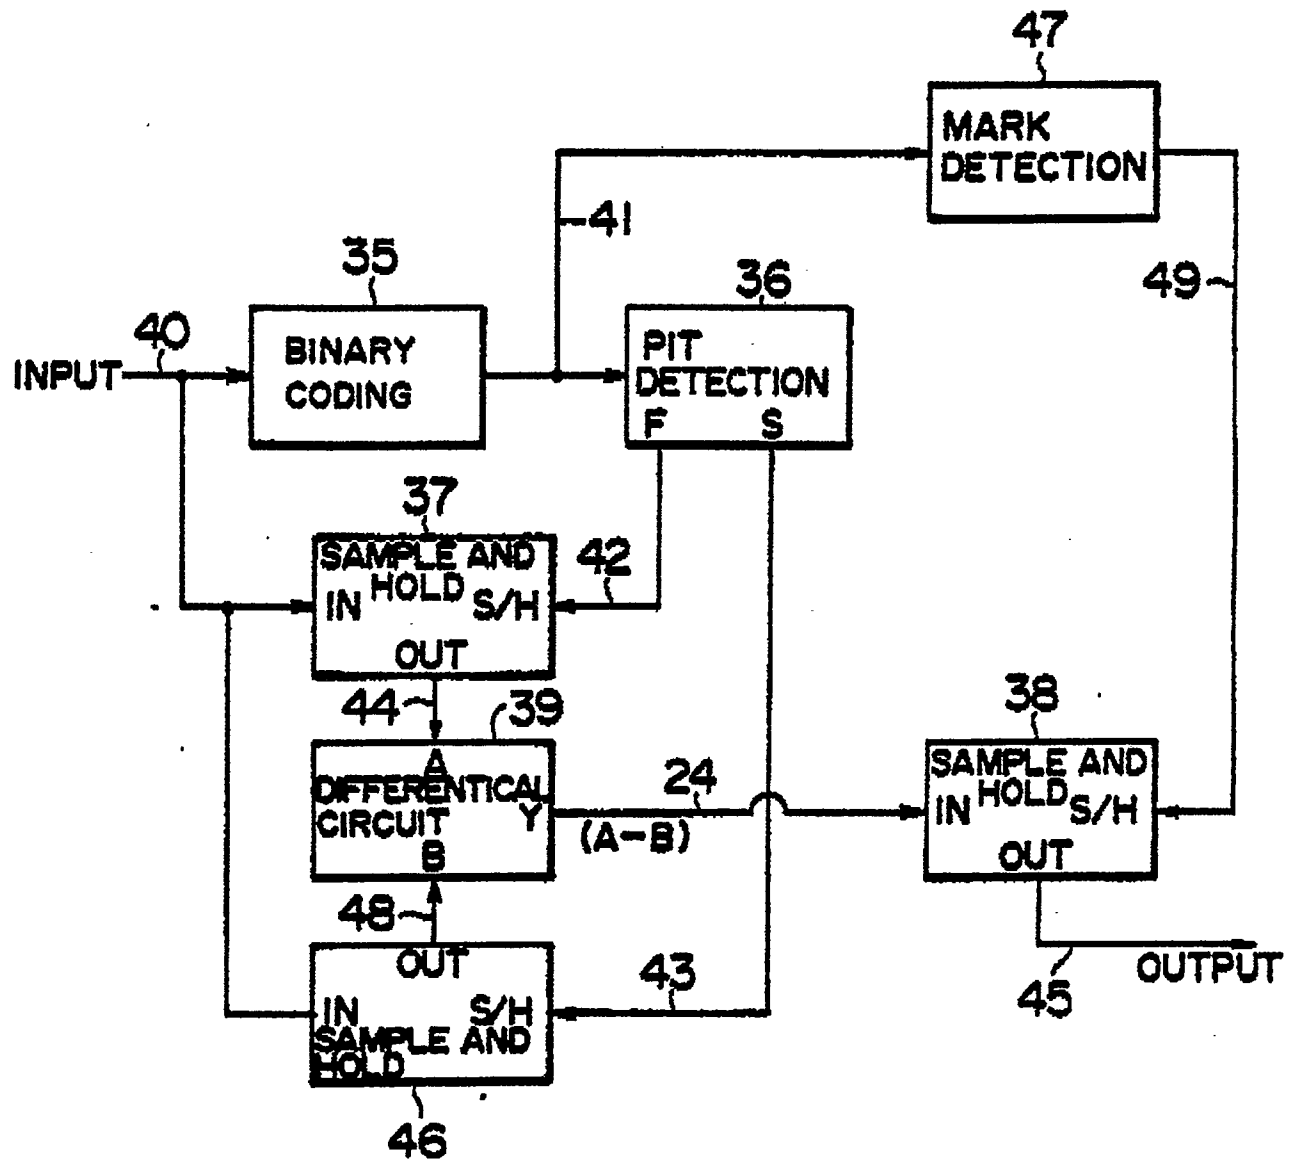 47
MARK
DETECTION
41
49
35
36
40
INPUT
BINARY
CODING
PIT
DETECTION
F S
37
SAMPLE AND
HOLD
IN S/H
OUT
42
44
39
38
A
DIFFERENTICAL
CIRCUIT Y
B
24
(A-B)
SAMPLE AND
HOLD
IN S/H
OUT
48
OUT
IN S/H
SAMPLE AND
HOLD
43
45
OUTPUT
46